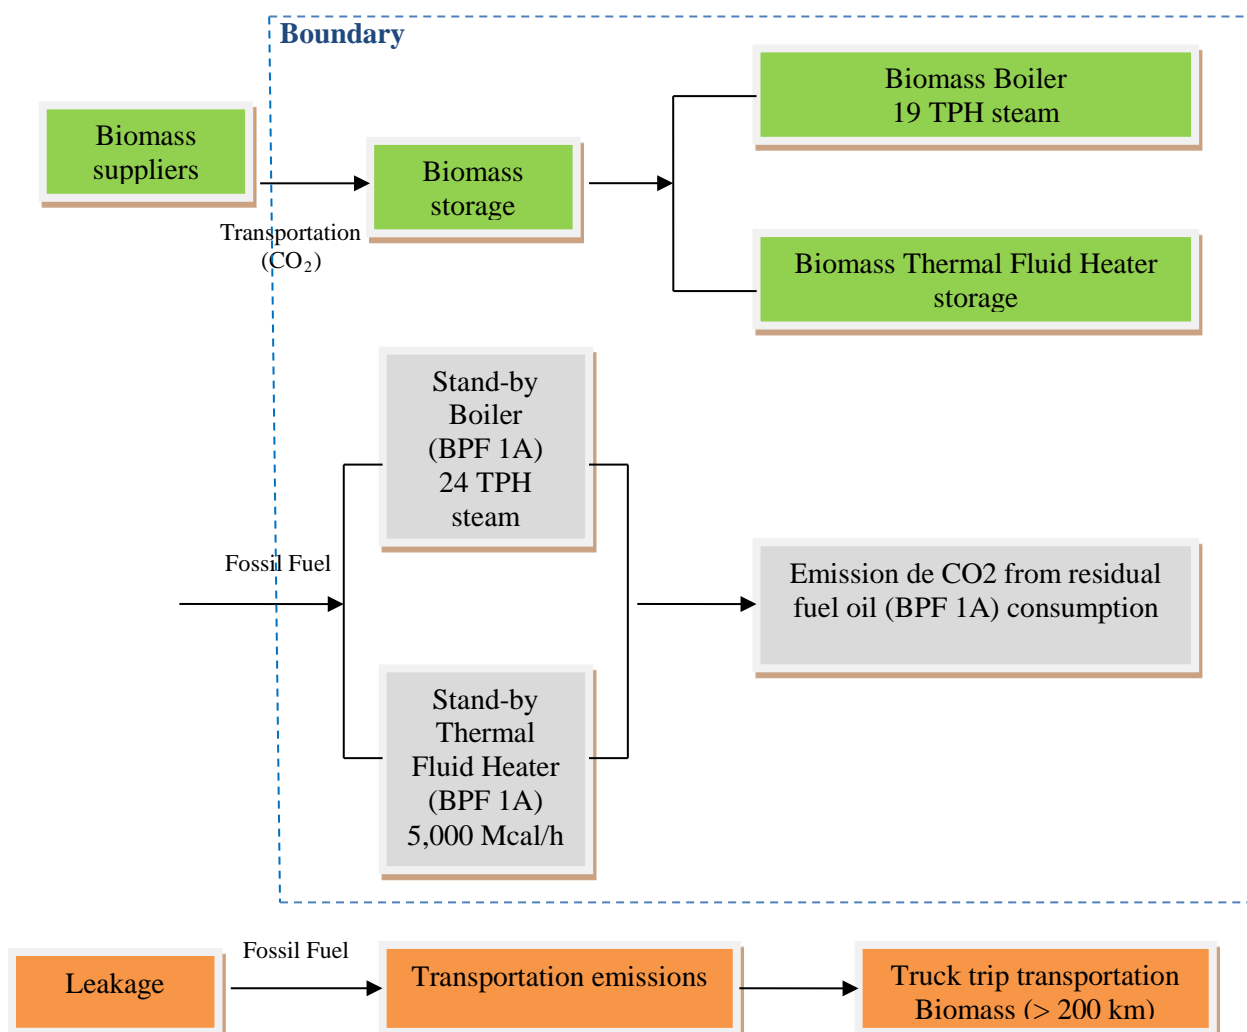 Boundary
Biomass
suppliers
Transportation
(CO₂)
Biomass
storage
Biomass Boiler
19 TPH steam
Biomass Thermal Fluid Heater
storage
Stand-by
Boiler
(BPF 1A)
24 TPH
steam
Fossil Fuel
Stand-by
Thermal
Fluid Heater
(BPF 1A)
5,000 Mcal/h
Emission de CO2 from residual
fuel oil (BPF 1A) consumption
Leakage
Fossil Fuel
Transportation emissions
Truck trip transportation
Biomass (> 200 km)